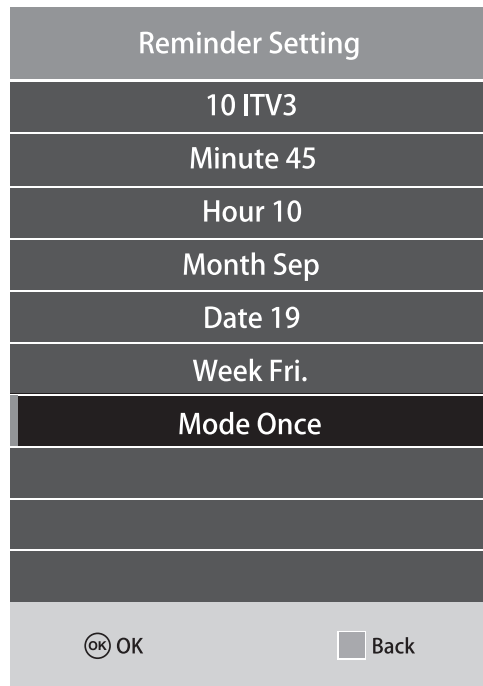 Reminder Setting
10 ITV3
Minute 45
Hour 10
Month Sep
Date 19
Week Fri.
Mode Once
OK OK
Back